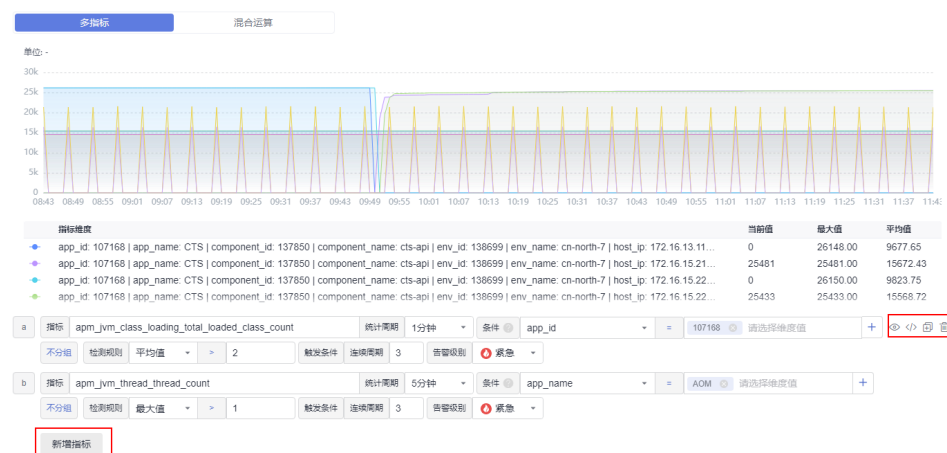 多指标 混合运算
单位: -
30k
25k
20k
15k
10k
5k
0
08:43 08:49 08:55 09:01 09:07 09:13 09:19 09:25 09:31 09:37 09:43 09:49 09:55 10:01 10:07 10:13 10:19 10:25 10:31 10:37 10:43 10:49 10:55 11:01 11:07 11:13 11:19 11:25 11:31 11:37 11:43
指标维度 当前值 最大值 平均值
app_id: 107168 | app_name: CTS | component_id: 137850 | component_name: cts-api | env_id: 138699 | env_name: cn-north-7 | host_ip: 172.16.13.11... 0 26148.00 9677.65
app_id: 107168 | app_name: CTS | component_id: 137850 | component_name: cts-api | env_id: 138699 | env_name: cn-north-7 | host_ip: 172.16.15.21... 25481 25481.00 15672.43
app_id: 107168 | app_name: CTS | component_id: 137850 | component_name: cts-api | env_id: 138699 | env_name: cn-north-7 | host_ip: 172.16.15.22... 0 26150.00 9823.75
app_id: 107168 | app_name: CTS | component_id: 137850 | component_name: cts-api | env_id: 138699 | env_name: cn-north-7 | host_ip: 172.16.15.22... 25433 25433.00 15568.72
a 指标 apm_jvm_class_loading_total_loaded_class_count 统计周期 1分钟 条件 app_id = 107168 请选择维度值 +
不分组 检测规则 平均值 > 2 触发条件 连续周期 3 告警级别 紧急
b 指标 apm_jvm_thread_thread_count 统计周期 5分钟 条件 app_name = AOM 请选择维度值 +
不分组 检测规则 最大值 > 1 触发条件 连续周期 3 告警级别 紧急
新增指标